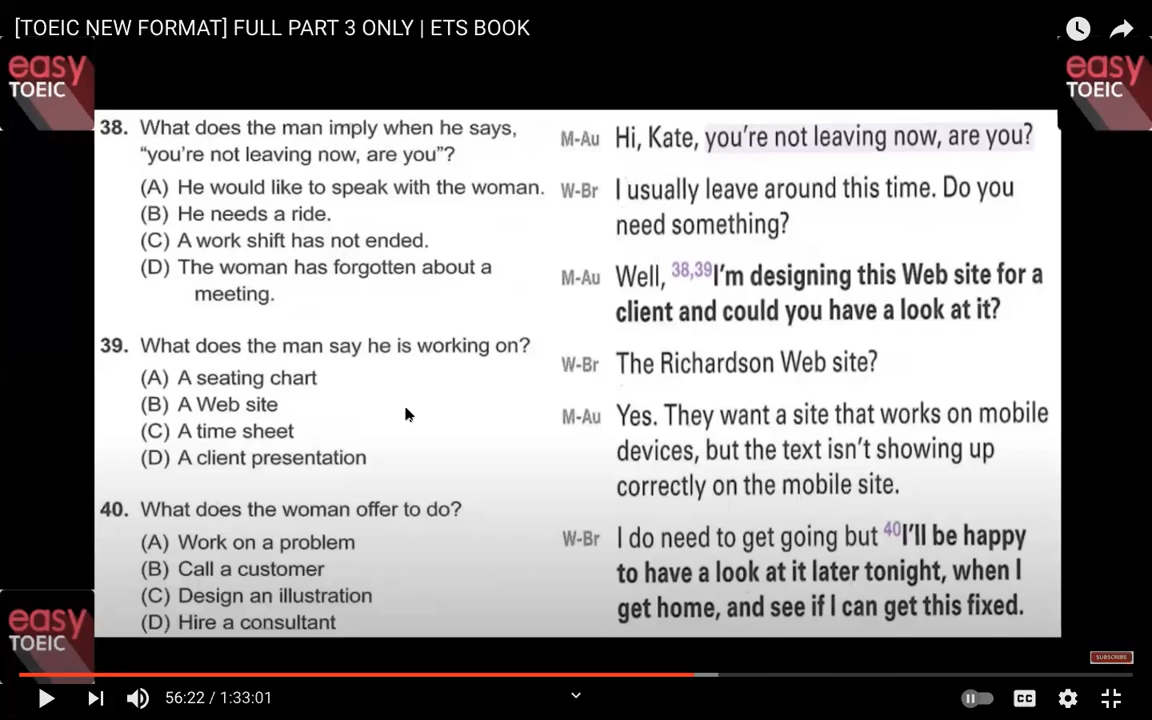 [TOEIC NEW FORMAT] FULL PART 3 ONLY | ETS BOOK
easy
TOEIC
easy
TOEIC
38. What does the man imply when he says,
“you’re not leaving now, are you”?
(A) He would like to speak with the woman.
(B) He needs a ride.
(C) A work shift has not ended.
(D) The woman has forgotten about a
meeting.
39. What does the man say he is working on?
(A) A seating chart
(B) A Web site
(C) A time sheet
(D) A client presentation
40. What does the woman offer to do?
(A) Work on a problem
(B) Call a customer
(C) Design an illustration
(D) Hire a consultant
M-Au Hi, Kate, you’re not leaving now, are you?
W-Br I usually leave around this time. Do you
need something?
M-Au Well, 38,39I’m designing this Web site for a
client and could you have a look at it?
W-Br The Richardson Web site?
M-Au Yes. They want a site that works on mobile
devices, but the text isn’t showing up
correctly on the mobile site.
W-Br I do need to get going but 40I’ll be happy
to have a look at it later tonight, when I
get home, and see if I can get this fixed.
easy
TOEIC
SUBSCRIBE
56:22 / 1:33:01
CC